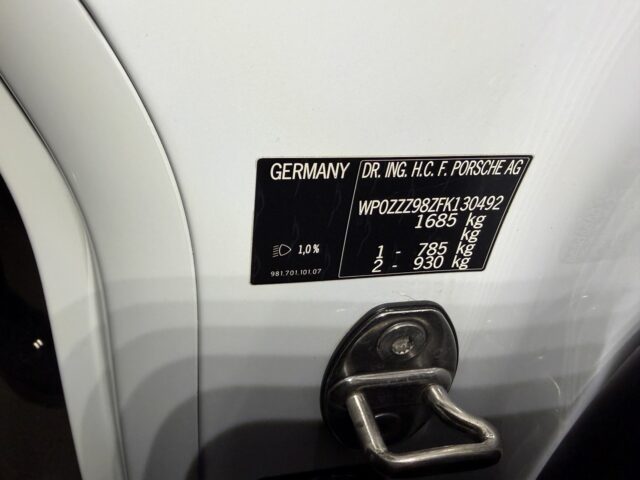 GERMANY
DR. ING. H.C. F. PORSCHE AG
WP0ZZZ98ZFK130492
1685 kg
kg
1 - 785 kg
2 - 930 kg
1,0%
981.701.101.07